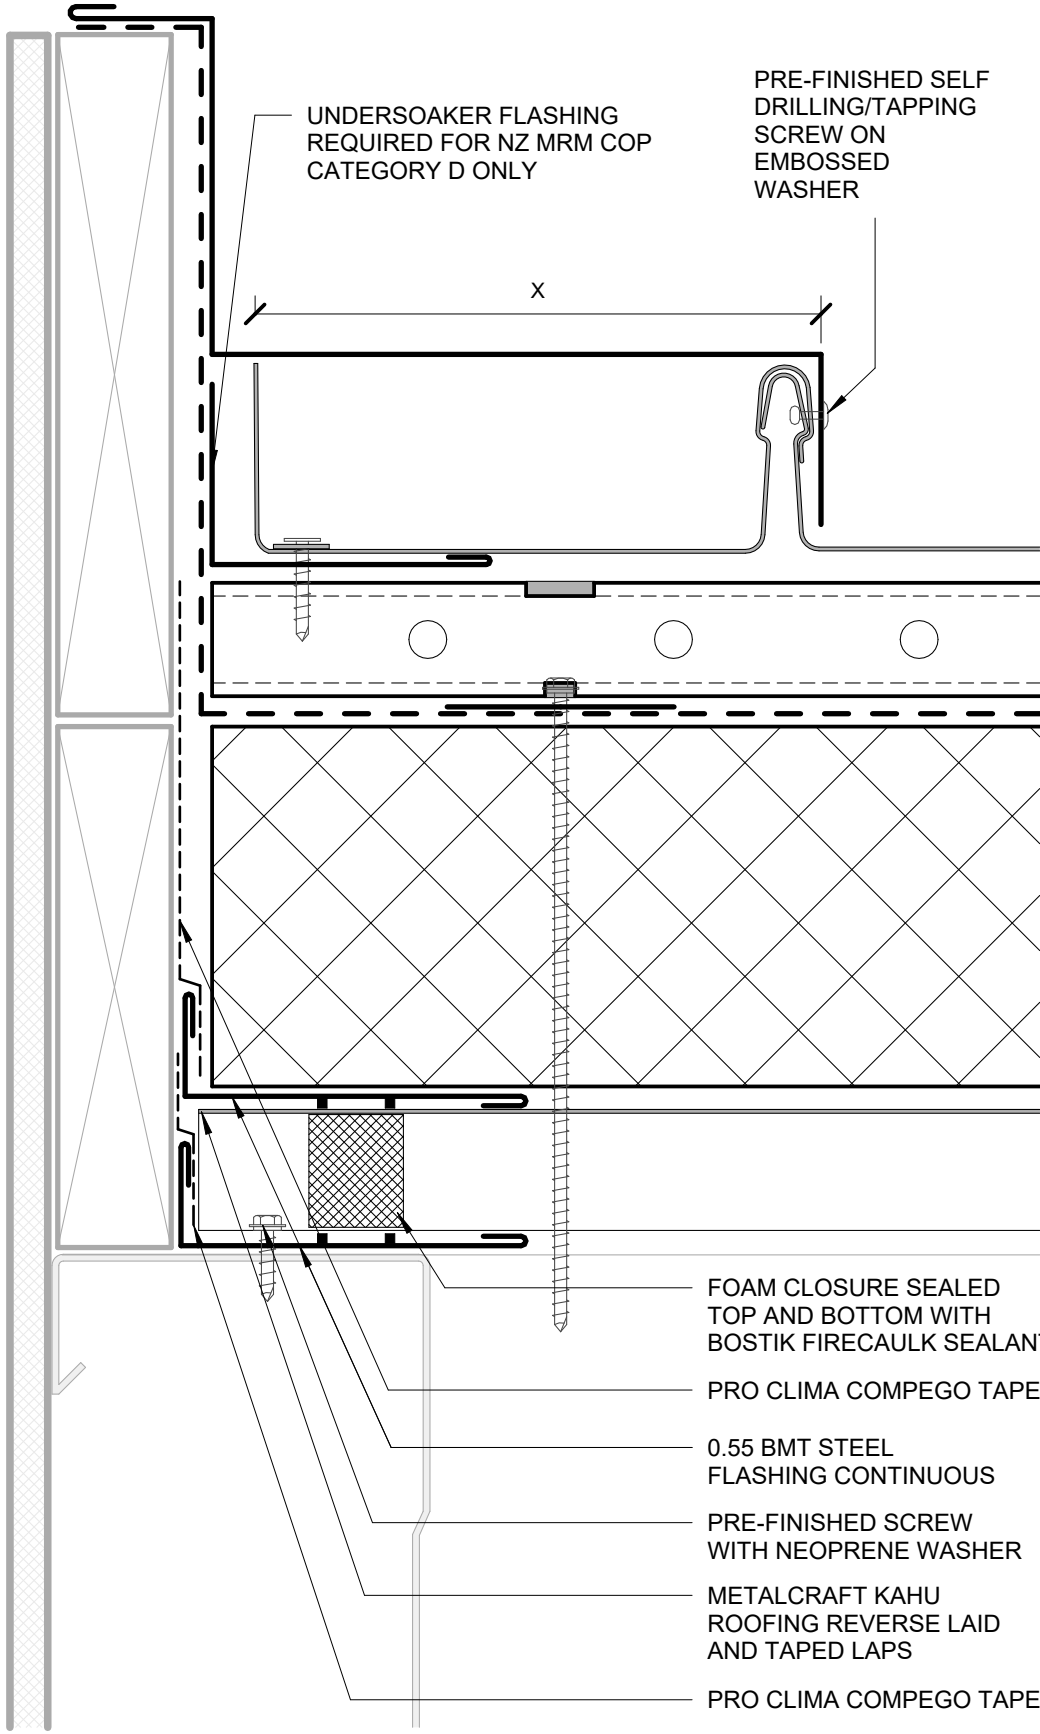 UNDERSOAKER FLASHING
REQUIRED FOR NZ MRM COP
CATEGORY D ONLY
PRE-FINISHED SELF
DRILLING/TAPPING
SCREW ON
EMBOSSED
WASHER
X
FOAM CLOSURE SEALED
TOP AND BOTTOM WITH
BOSTIK FIRECAULK SEALANT
PRO CLIMA COMPEGO TAPE
0.55 BMT STEEL
FLASHING CONTINUOUS
PRE-FINISHED SCREW
WITH NEOPRENE WASHER
METALCRAFT KAHU
ROOFING REVERSE LAID
AND TAPED LAPS
PRO CLIMA COMPEGO TAPE